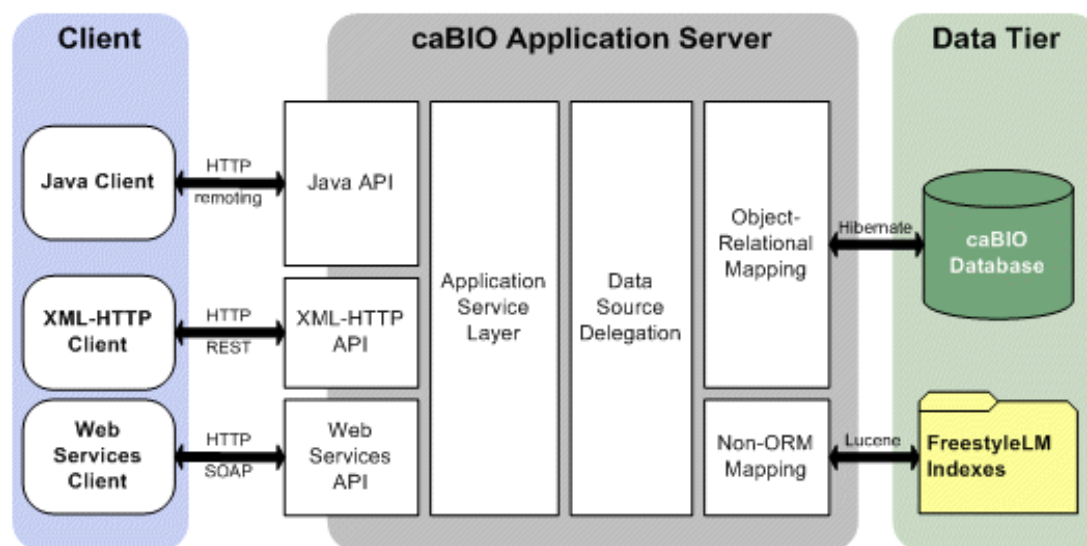 Client
caBIO Application Server
Data Tier
Java Client
HTTP
remoting
Java API
XML-HTTP
Client
HTTP
REST
XML-HTTP
API
Web
Services
Client
HTTP
SOAP
Web
Services
API
Application
Service
Layer
Data
Source
Delegation
Object-
Relational
Mapping
Non-ORM
Mapping
Hibernate
caBIO
Database
Lucene
FreestyleLM
Indexes